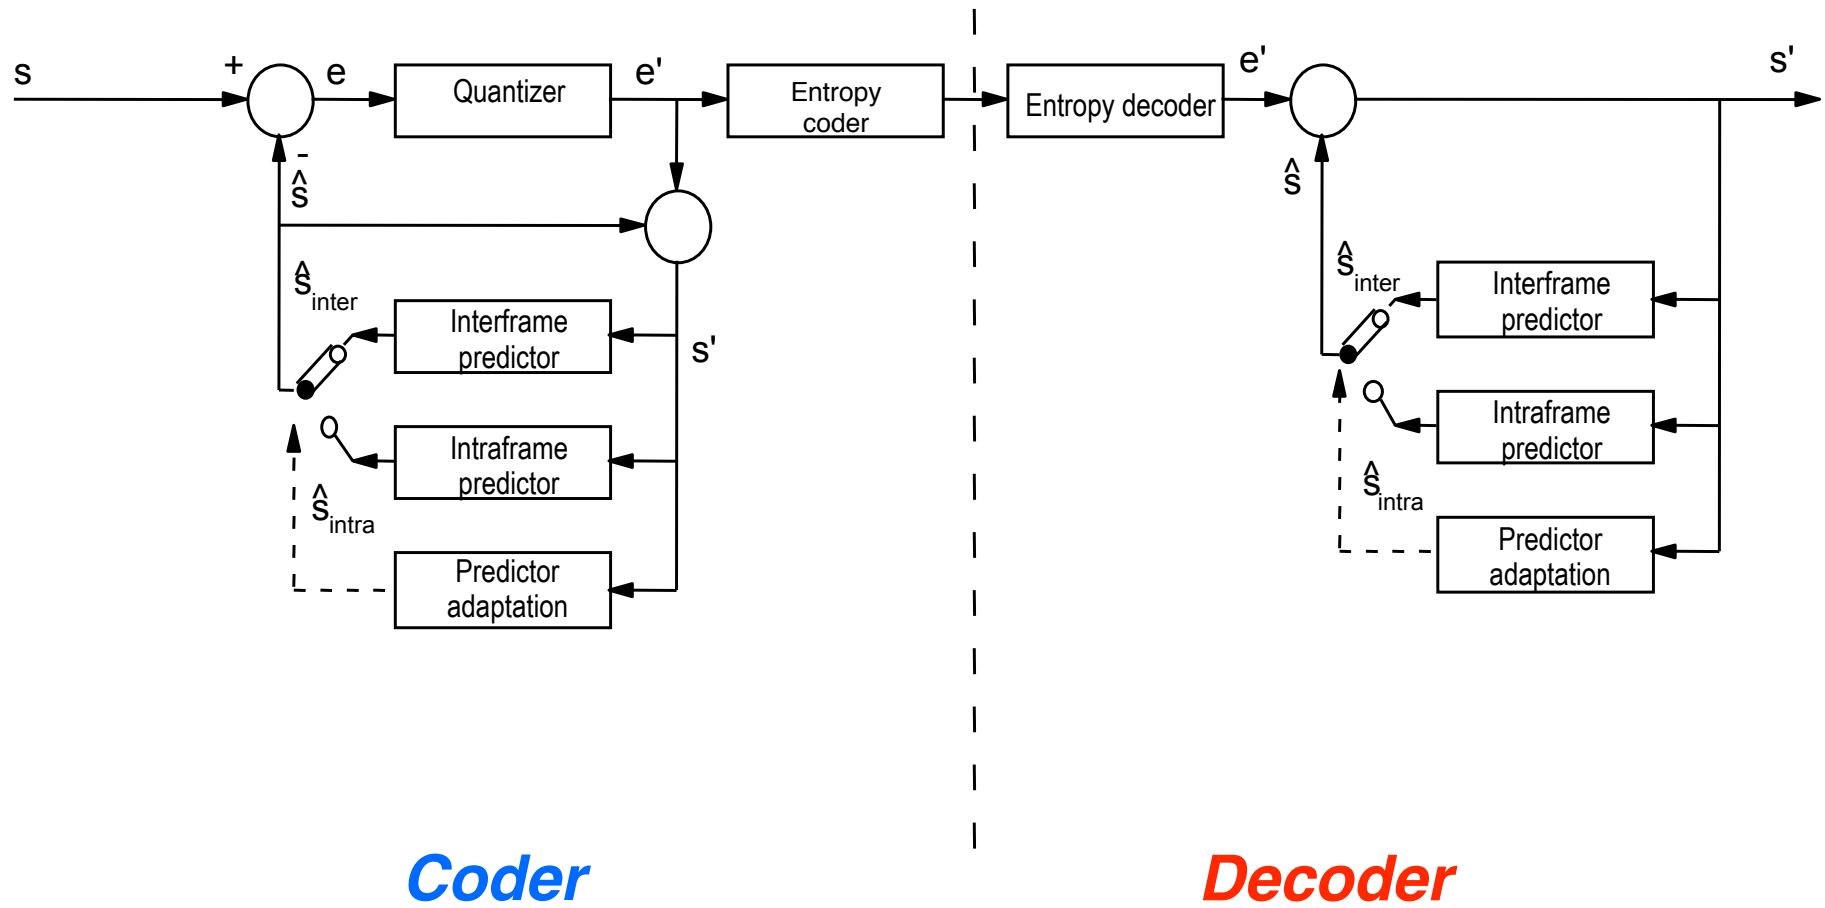 s
+
e
Quantizer
e'
Entropy
coder
Entropy decoder
e'
s'
-
ŝ
ŝ
ŝinter
Interframe
predictor
s'
ŝinter
Interframe
predictor
Intraframe
predictor
ŝintra
Intraframe
predictor
ŝintra
Predictor
adaptation
Predictor
adaptation
Coder
Decoder